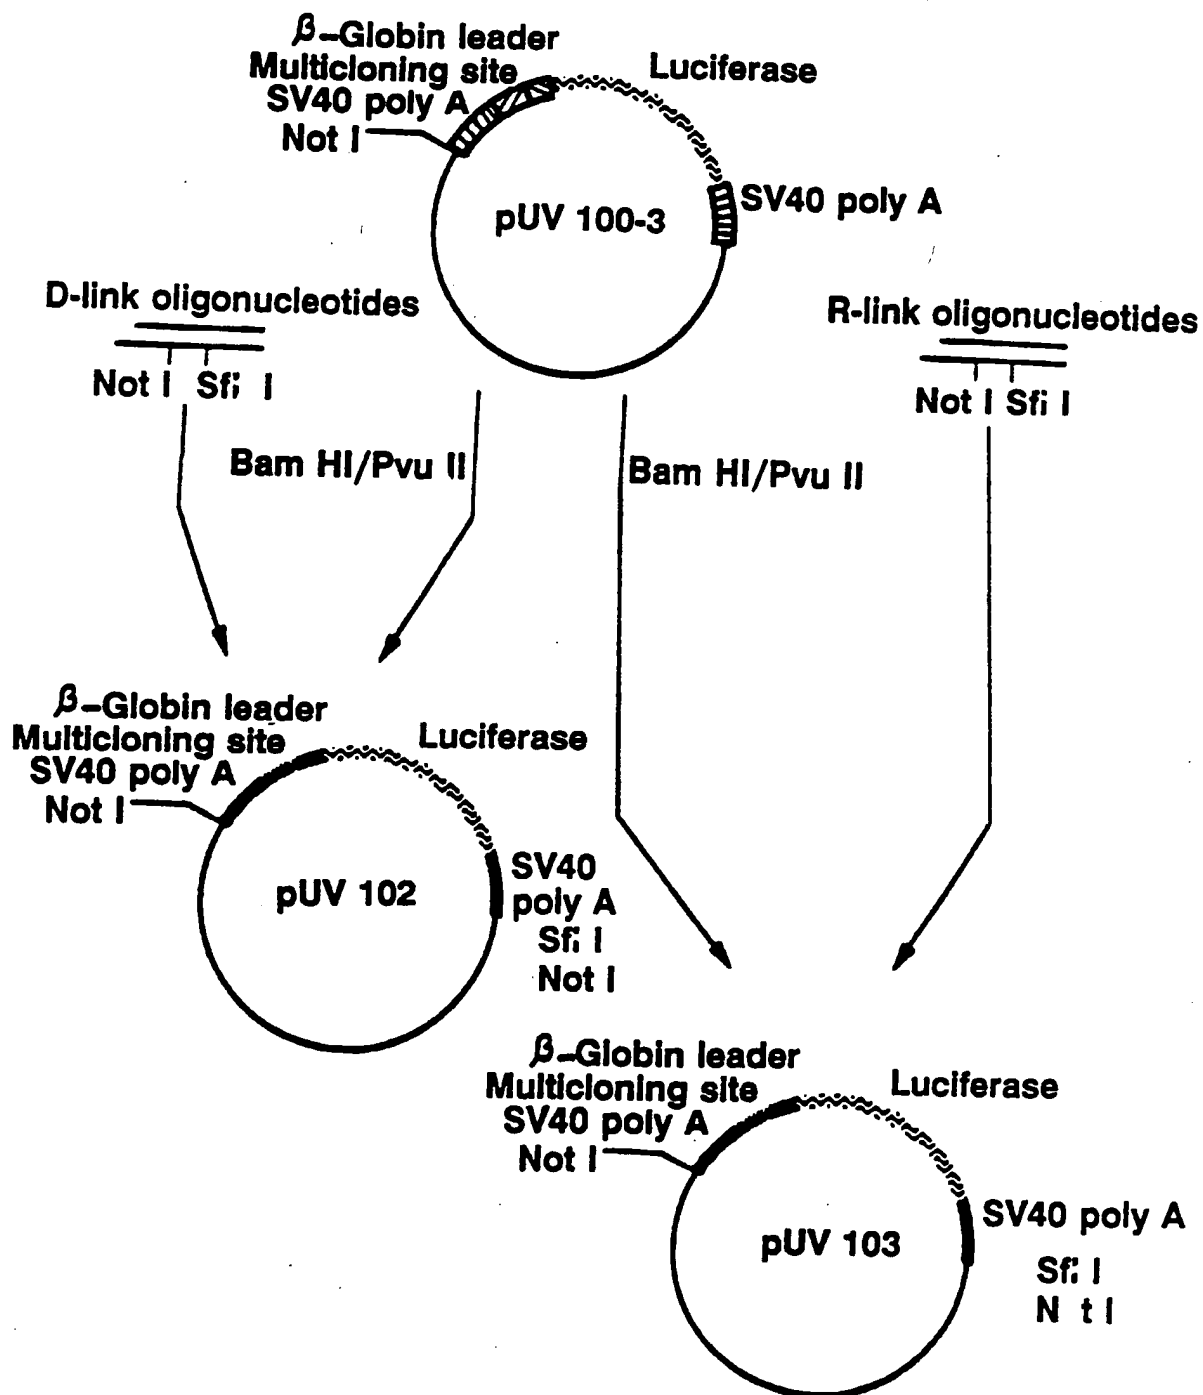 β-Globin leader
Multicloning site
SV40 poly A
Not I
Luciferase
SV40 poly A
pUV 100-3
D-link oligonucleotides
Not I Sfi I
R-link oligonucleotides
Not I Sfi I
Bam HI/Pvu II
Bam HI/Pvu II
β-Globin leader
Multicloning site
SV40 poly A
Not I
Luciferase
SV40
poly A
Sfi I
Not I
pUV 102
β-Globin leader
Multicloning site
SV40 poly A
Not I
Luciferase
SV40 poly A
Sfi I
N t I
pUV 103